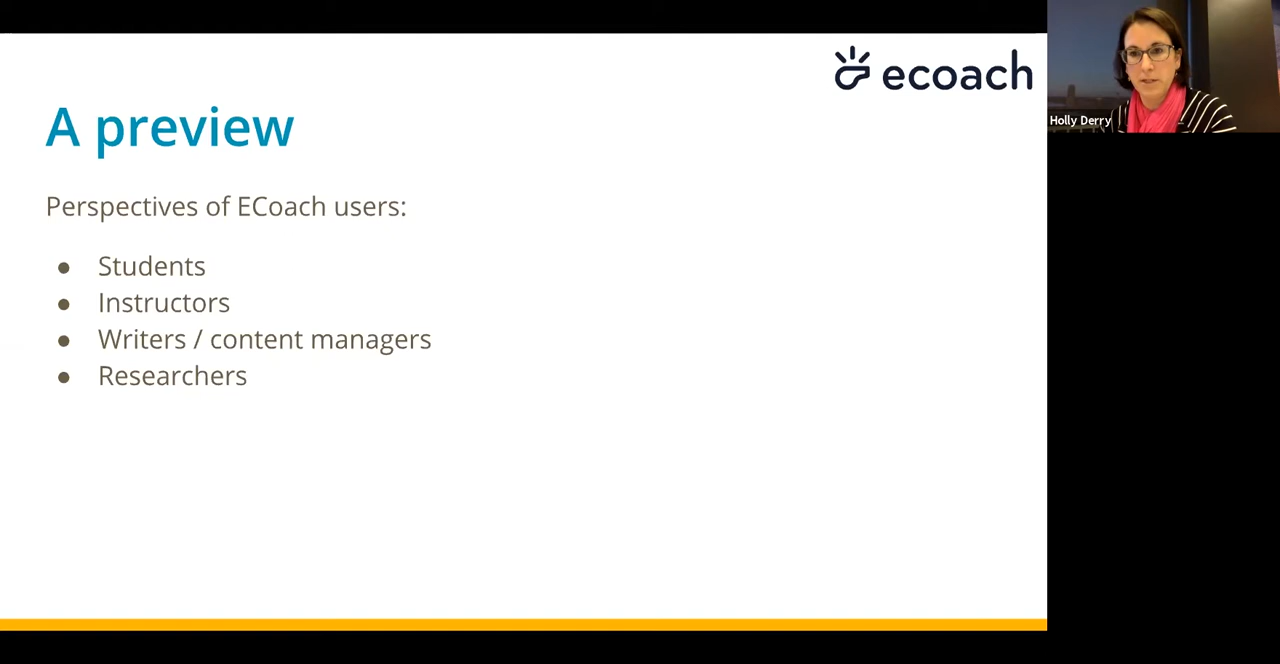 ecoach
A preview
Perspectives of ECoach users:
● Students
● Instructors
● Writers / content managers
● Researchers
Holly Derry